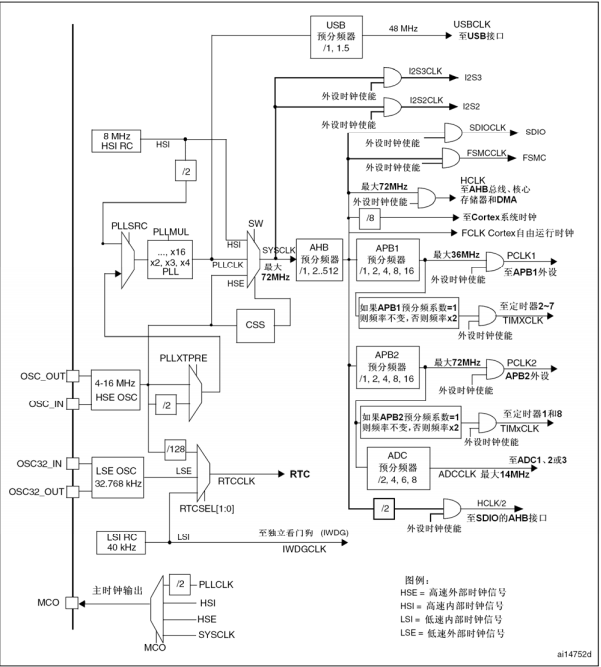 USB
预分频器
/1, 1.5
48 MHz
USBCLK
至USB接口
I2S3CLK
I2S3
外设时钟使能
I2S2CLK
I2S2
外设时钟使能
SDIOCLK
SDIO
外设时钟使能
FSMCCLK
FSMC
外设时钟使能
8 MHz
HSI RC
HSI
/2
最大72MHz
HCLK
至AHB总线、核心
存储器和DMA
外设时钟使能
/8
至Cortex系统时钟
FCLK Cortex自由运行时钟
PLLSRC
PLLMUL
..., x16
x2, x3, x4
PLL
SW
HSI
PLLCLK
HSE
SYSCLK
最大
72MHz
AHB
预分频器
/1, 2..512
APB1
预分频器
/1, 2, 4, 8, 16
最大36MHz
PCLK1
至APB1外设
外设时钟使能
如果APB1预分频系数=1
则频率不变,否则频率x2
至定时器2~7
TIMXCLK
外设时钟使能
CSS
APB2
预分频器
/1, 2, 4, 8, 16
最大72MHz
PCLK2
APB2外设
外设时钟使能
如果APB2预分频系数=1
则频率不变,否则频率x2
至定时器1和8
TIMxCLK
外设时钟使能
ADC
预分频器
/2, 4, 6, 8
至ADC1、2或3
ADCCLK 最大14MHz
/2
HCLK/2
至SDIO的AHB接口
外设时钟使能
PLLXTPRE
OSC_OUT
OSC_IN
4-16 MHz
HSE OSC
/2
/128
OSC32_IN
OSC32_OUT
LSE OSC
32.768 kHz
LSE
RTCCLK
RTC
RTCSEL[1:0]
LSI RC
40 kHz
LSI
至独立看门狗 (IWDG)
IWDGCLK
MCO
主时钟输出
/2
PLLCLK
HSI
HSE
SYSCLK
MCO
图例：
HSE = 高速外部时钟信号
HSI = 高速内部时钟信号
LSI = 低速内部时钟信号
LSE = 低速外部时钟信号
ai14752d